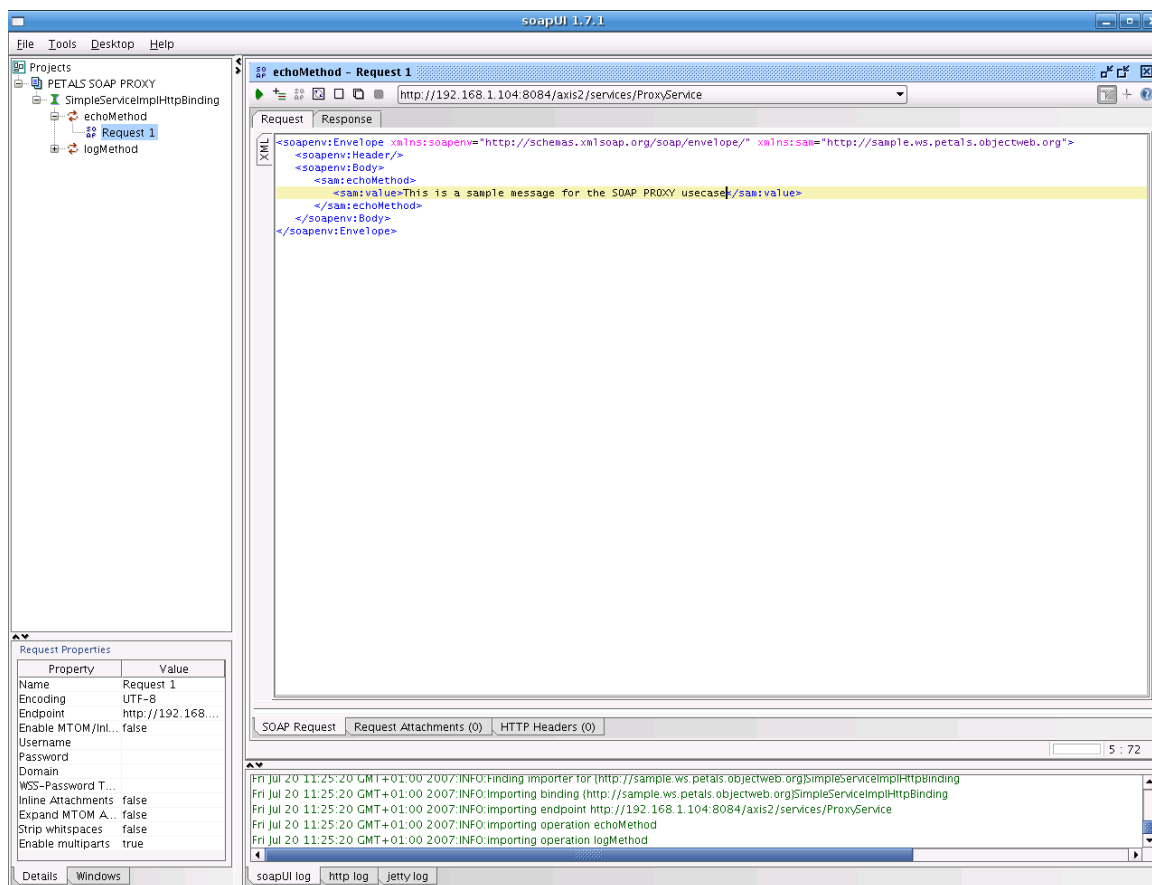 soapUI 1.7.1
File Tools Desktop Help
Projects
PETALS SOAP PROXY
SimpleServiceImplHttpBinding
echoMethod
Request 1
logMethod
echoMethod - Request 1
http://192.168.1.104:8084/axis2/services/ProxyService
Request Response
XML
<soapenv:Envelope xmlns:soapenv="http://schemas.xmlsoap.org/soap/envelope/" xmlns:sam="http://sample.ws.petals.objectweb.org">
<soapenv:Header/>
<soapenv:Body>
<sam:echoMethod>
<sam:value>This is a sample message for the SOAP PROXY usecase</sam:value>
</sam:echoMethod>
</soapenv:Body>
</soapenv:Envelope>
SOAP Request Request Attachments (0) HTTP Headers (0)
5 : 72
Request Properties
Property Value
Name Request 1
Encoding UTF-8
Endpoint http://192.168....
Enable MTOM/Inl... false
Username
Password
Domain
WSS-Password T...
Inline Attachments false
Expand MTOM A... false
Strip whitspaces false
Enable multiparts true
Details Windows
Fri Jul 20 11:25:20 GMT+01:00 2007:INFO:Finding importer for {http://sample.ws.petals.objectweb.org}SimpleServiceImplHttpBinding
Fri Jul 20 11:25:20 GMT+01:00 2007:INFO:Importing binding {http://sample.ws.petals.objectweb.org}SimpleServiceImplHttpBinding
Fri Jul 20 11:25:20 GMT+01:00 2007:INFO:importing endpoint http://192.168.1.104:8084/axis2/services/ProxyService
Fri Jul 20 11:25:20 GMT+01:00 2007:INFO:importing operation echoMethod
Fri Jul 20 11:25:20 GMT+01:00 2007:INFO:importing operation logMethod
soapUI log http log jetty log